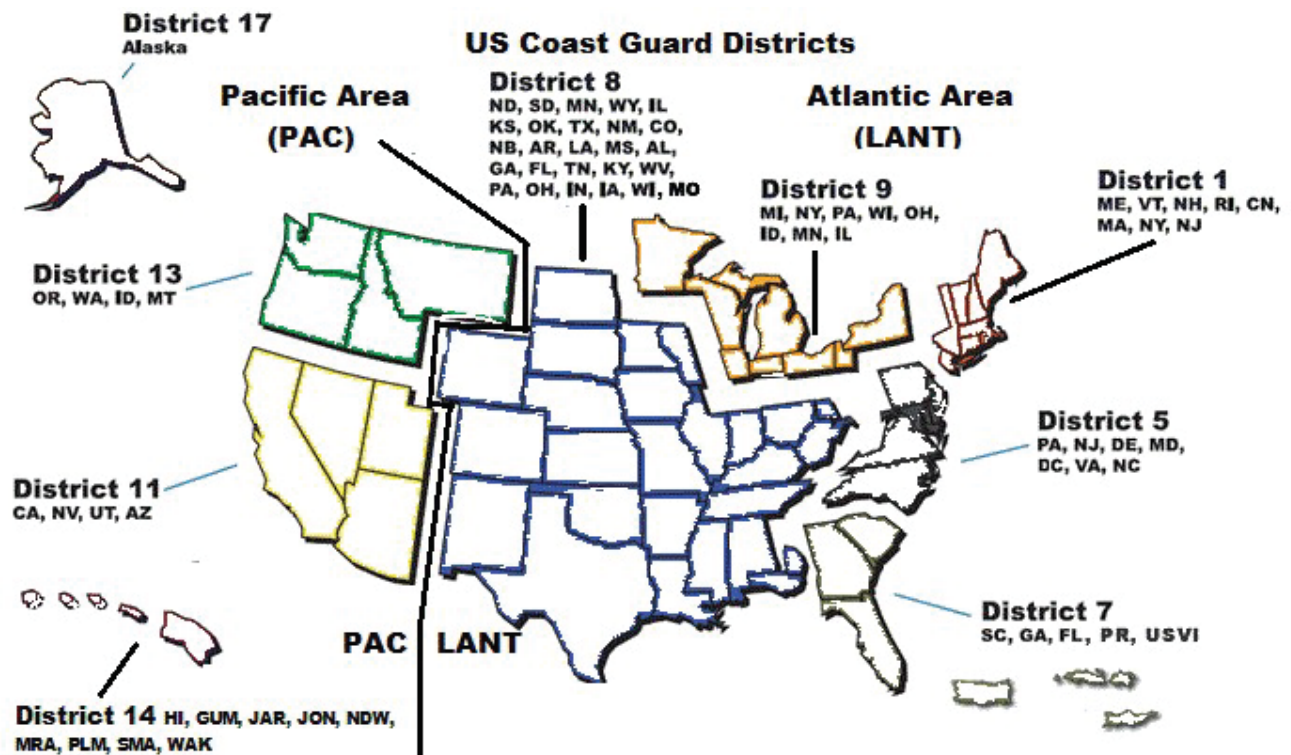 US Coast Guard Districts
District 17
Alaska
Pacific Area
(PAC)
District 8
ND, SD, MN, WY, IL
KS, OK, TX, NM, CO,
NB, AR, LA, MS, AL,
GA, FL, TN, KY, WV,
PA, OH, IN, IA, WI, MO
Atlantic Area
(LANT)
District 9
MI, NY, PA, WI, OH,
ID, MN, IL
District 1
ME, VT, NH, RI, CN,
MA, NY, NJ
District 13
OR, WA, ID, MT
District 5
PA, NJ, DE, MD,
DC, VA, NC
District 11
CA, NV, UT, AZ
District 7
SC, GA, FL, PR, USVI
PAC LANT
District 14 HI, GUM, JAR, JON, NDW,
MRA, PLM, SMA, WAK